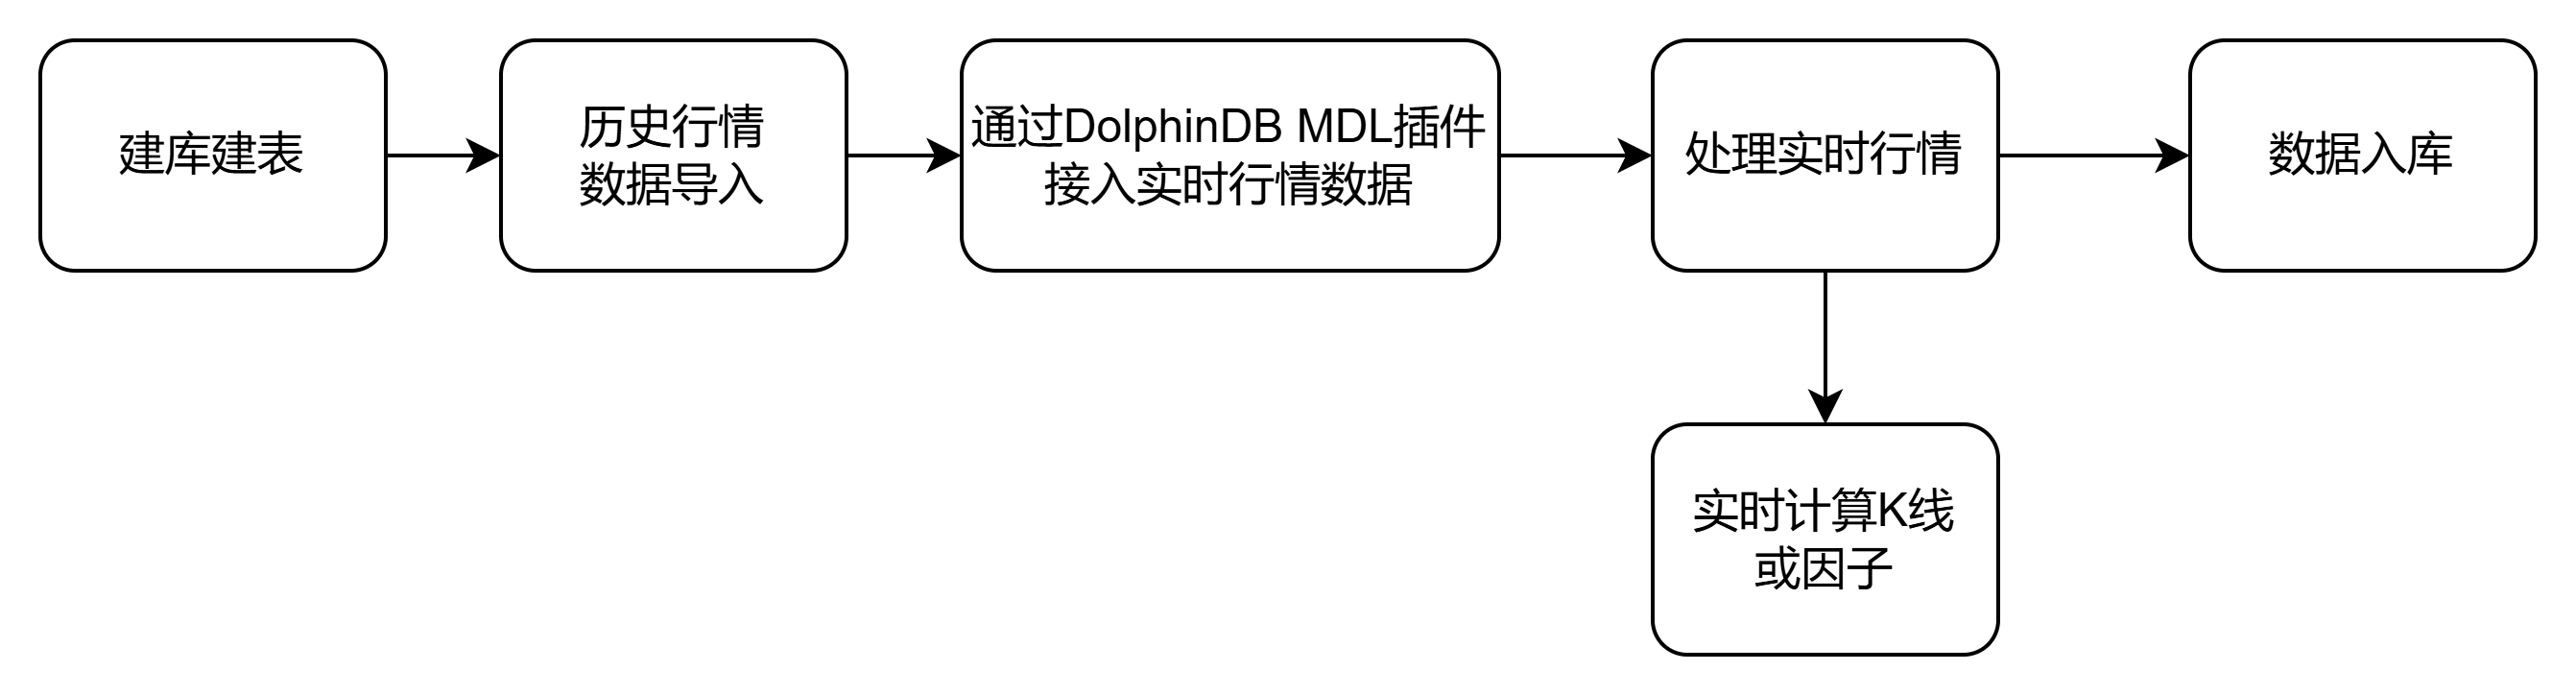 建库建表
历史行情
数据导入
通过DolphinDB MDL插件
接入实时行情数据
处理实时行情
数据入库
实时计算K线
或因子